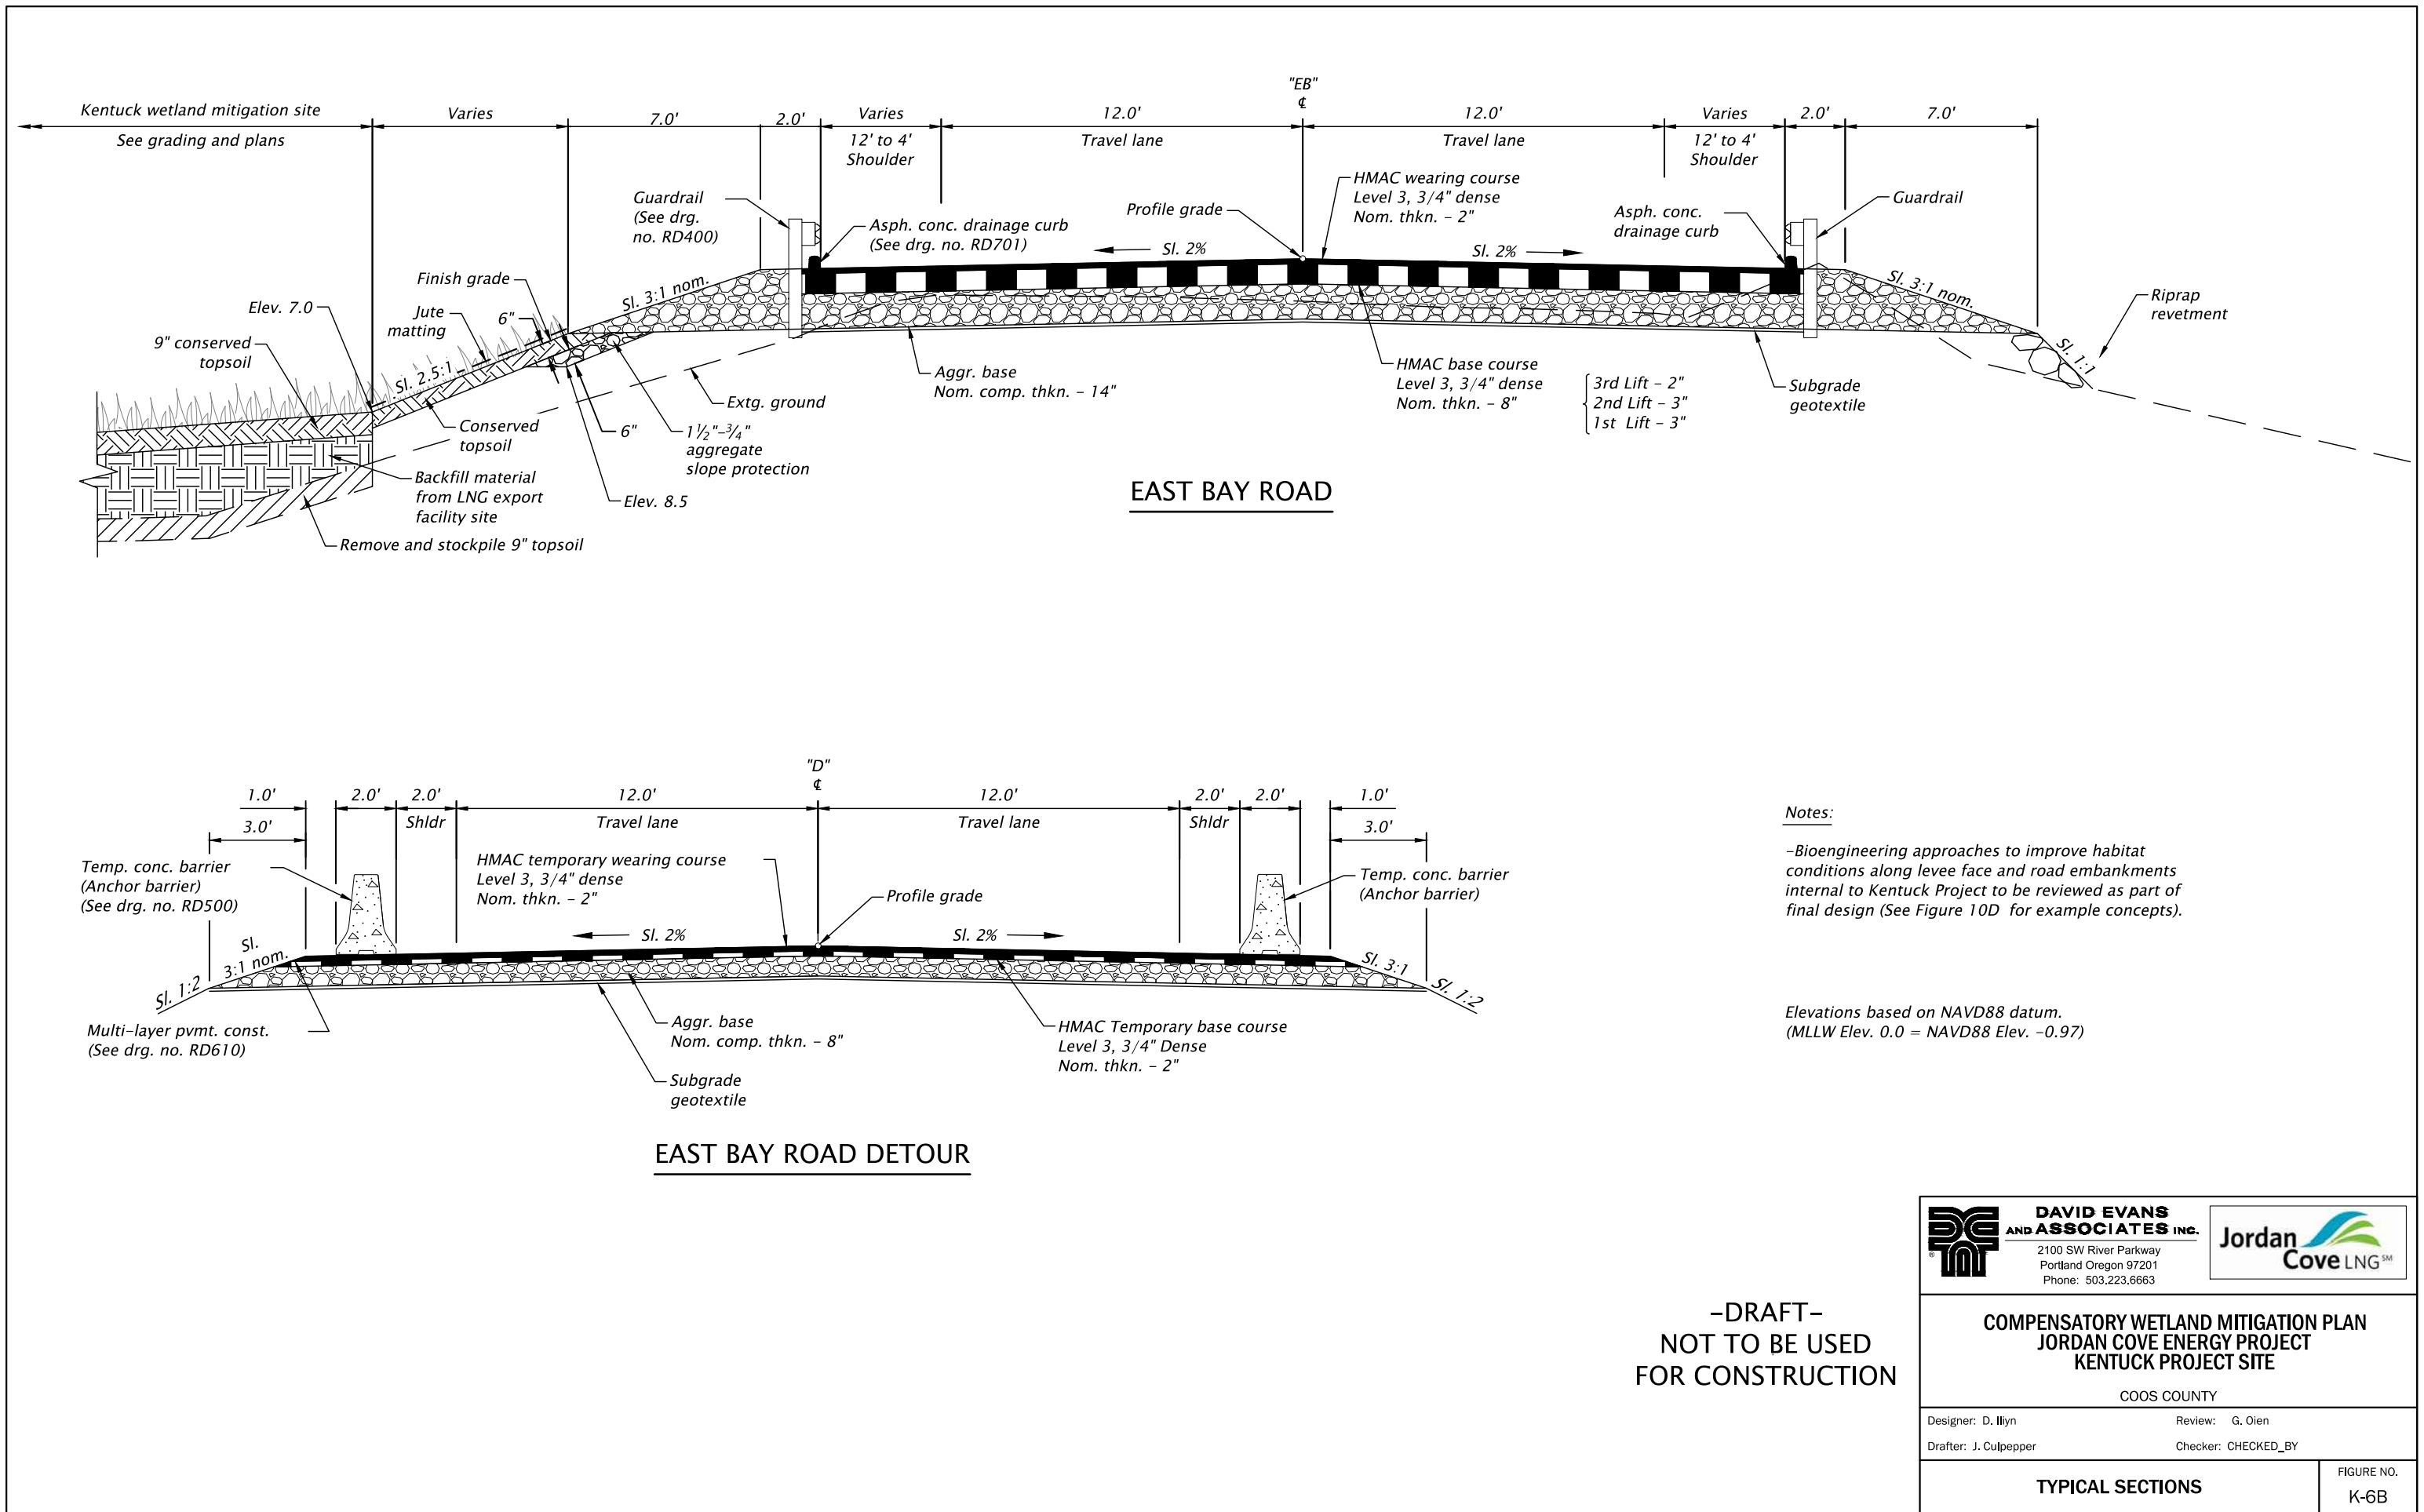 "EB"
℄
Kentuck wetland mitigation site
See grading and plans
Varies
7.0'
2.0'
Varies
12' to 4'
Shoulder
12.0'
Travel lane
12.0'
Travel lane
Varies
12' to 4'
Shoulder
2.0'
7.0'
Guardrail
(See drg.
no. RD400)
Asph. conc. drainage curb
(See drg. no. RD701)
Profile grade
HMAC wearing course
Level 3, 3/4" dense
Nom. thkn. - 2"
Asph. conc.
drainage curb
Guardrail
Sl. 2%
Sl. 2%
Finish grade
Sl. 3:1 nom.
Sl. 3:1 nom.
Elev. 7.0
Jute
matting
6"
Riprap
revetment
9" conserved
topsoil
Sl. 2.5:1
Sl. 1:1
Aggr. base
Nom. comp. thkn. - 14"
HMAC base course
Level 3, 3/4" dense
Nom. thkn. - 8"
3rd Lift - 2"
2nd Lift - 3"
1st Lift - 3"
Subgrade
geotextile
Extg. ground
Conserved
topsoil
6"
1½"-¾"
aggregate
slope protection
Backfill material
from LNG export
facility site
Elev. 8.5
Remove and stockpile 9" topsoil
EAST BAY ROAD
"D"
℄
1.0'
3.0'
2.0'
2.0'
Shldr
12.0'
Travel lane
12.0'
Travel lane
2.0'
Shldr
2.0'
1.0'
3.0'
Temp. conc. barrier
(Anchor barrier)
(See drg. no. RD500)
HMAC temporary wearing course
Level 3, 3/4" dense
Nom. thkn. - 2"
Profile grade
Temp. conc. barrier
(Anchor barrier)
Sl. 2%
Sl. 2%
Sl.
3:1 nom.
Sl. 1:2
Sl. 3:1
Sl. 1:2
Multi-layer pvmt. const.
(See drg. no. RD610)
Aggr. base
Nom. comp. thkn. - 8"
HMAC Temporary base course
Level 3, 3/4" Dense
Nom. thkn. - 2"
Subgrade
geotextile
EAST BAY ROAD DETOUR
Notes:
-Bioengineering approaches to improve habitat
conditions along levee face and road embankments
internal to Kentuck Project to be reviewed as part of
final design (See Figure 10D for example concepts).
Elevations based on NAVD88 datum.
(MLLW Elev. 0.0 = NAVD88 Elev. -0.97)
-DRAFT-
NOT TO BE USED
FOR CONSTRUCTION
DAVID EVANS
AND ASSOCIATES INC.
2100 SW River Parkway
Portland Oregon 97201
Phone: 503.223.6663
®
Jordan
Cove LNG SM
COMPENSATORY WETLAND MITIGATION PLAN
JORDAN COVE ENERGY PROJECT
KENTUCK PROJECT SITE
COOS COUNTY
Designer: D. Iliyn
Review: G. Oien
Drafter: J. Culpepper
Checker: CHECKED_BY
TYPICAL SECTIONS
FIGURE NO.
K-6B